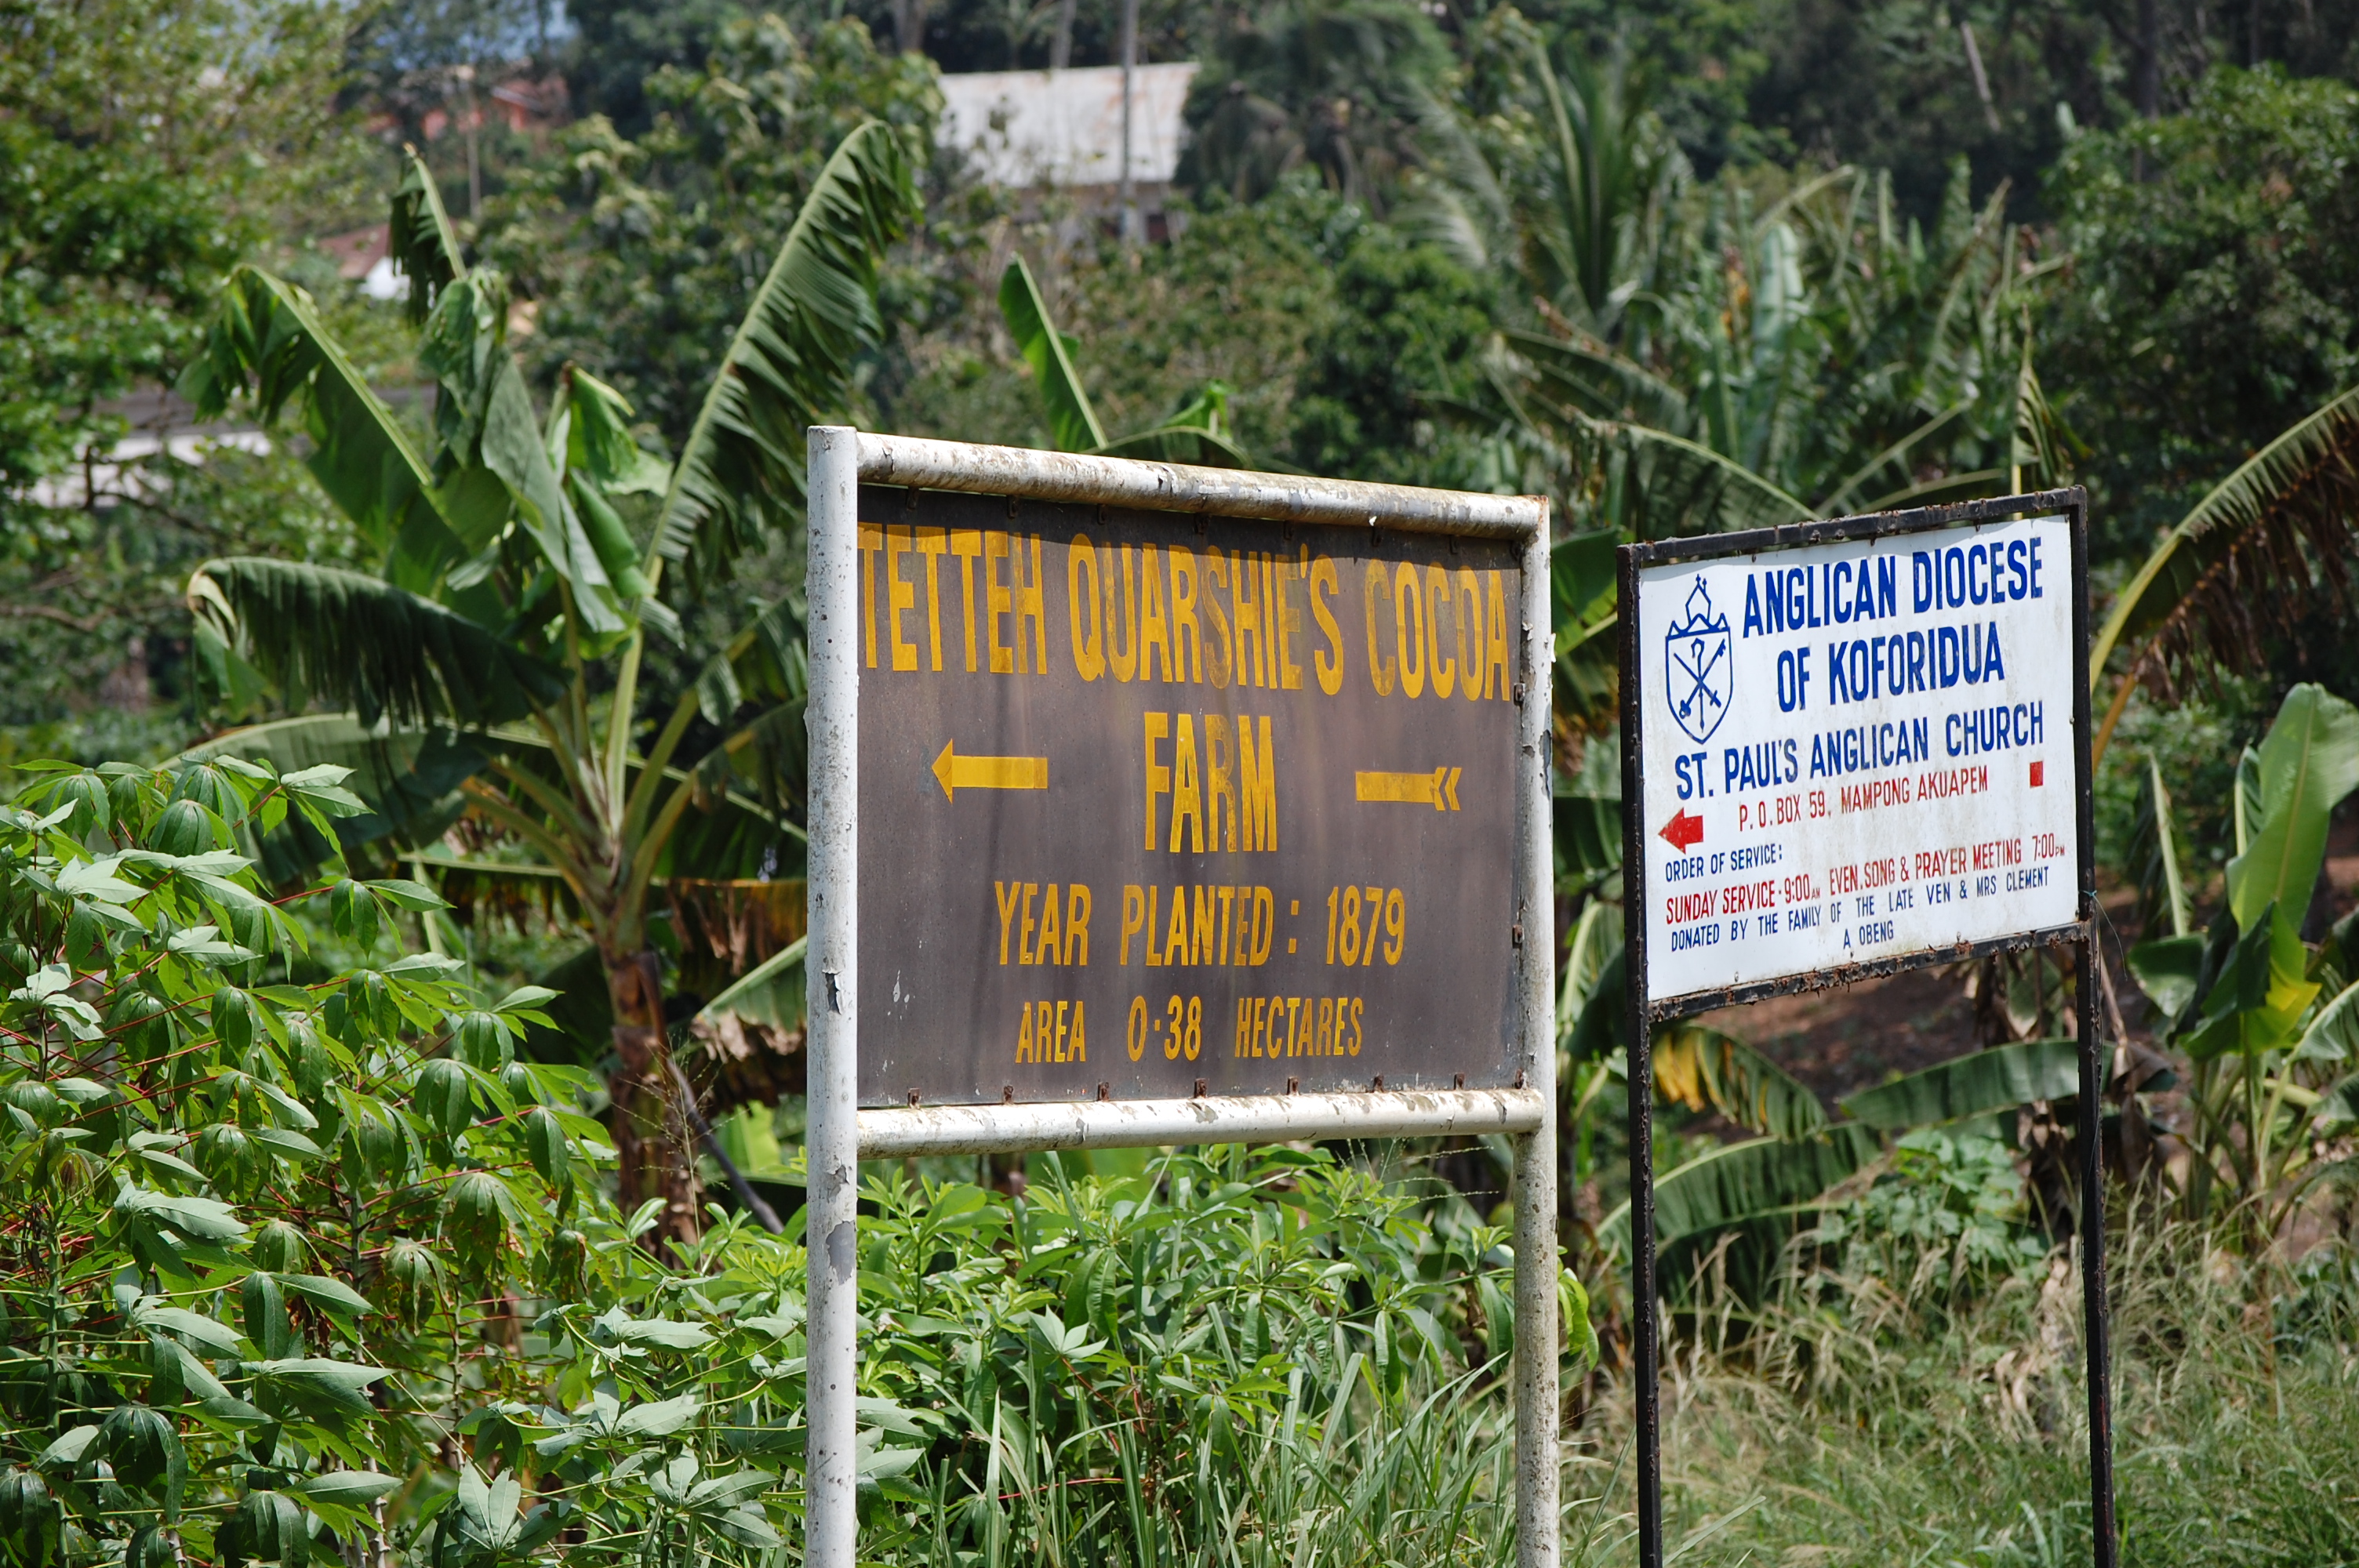 TETTEH QUARSHIE'S COCOA
FARM
YEAR PLANTED : 1879
AREA 0·38 HECTARES
ANGLICAN DIOCESE
OF KOFORIDUA
ST. PAUL'S ANGLICAN CHURCH
P.O.BOX 59, MAMPONG AKUAPEM
ORDER OF SERVICE:
SUNDAY SERVICE·9:00AM EVEN.SONG & PRAYER MEETING 7:00PM
DONATED BY THE FAMILY OF THE LATE VEN & MRS CLEMENT
A OBENG